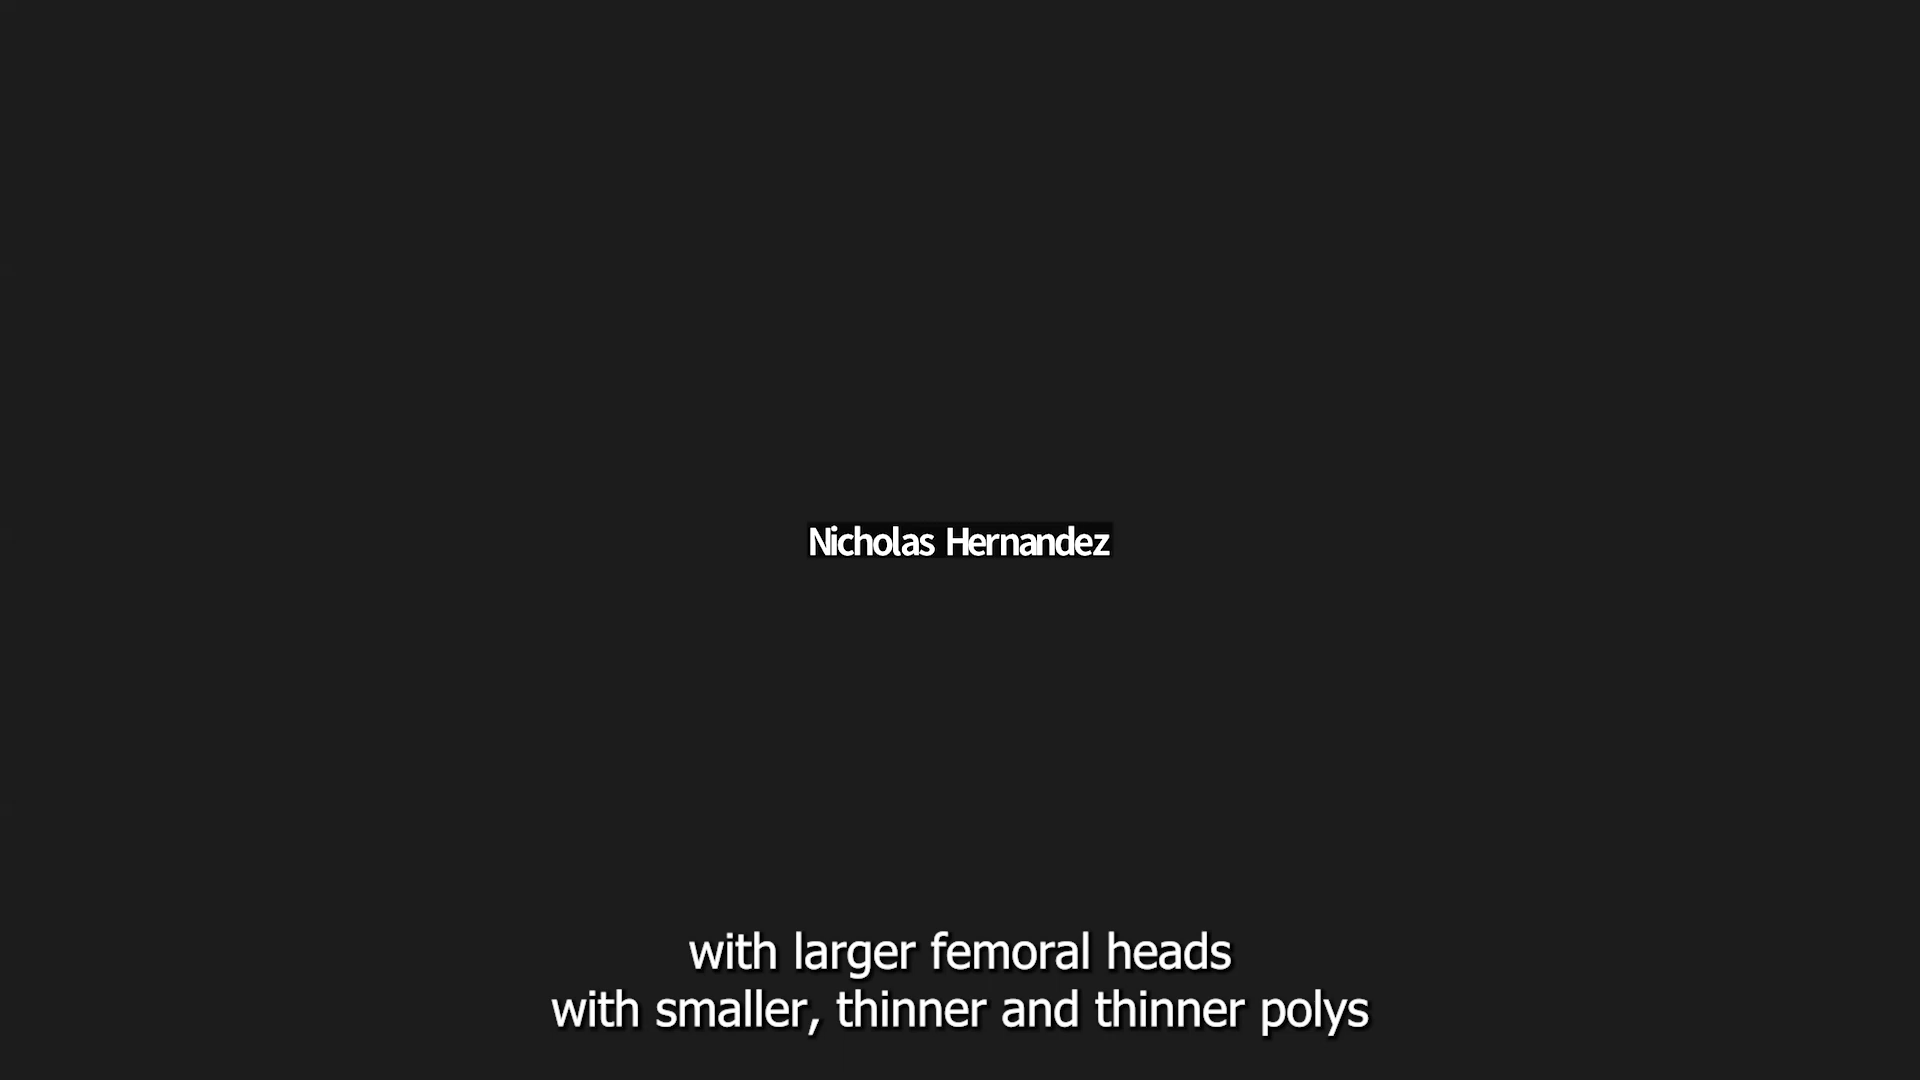 Nicholas Hernandez
with larger femoral heads
with smaller, thinner and thinner polys